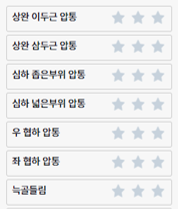 상완 이두근 압통
상완 삼두근 압통
심하 좁은부위 압통
심하 넓은부위 압통
우 협하 압통
좌 협하 압통
늑골들림